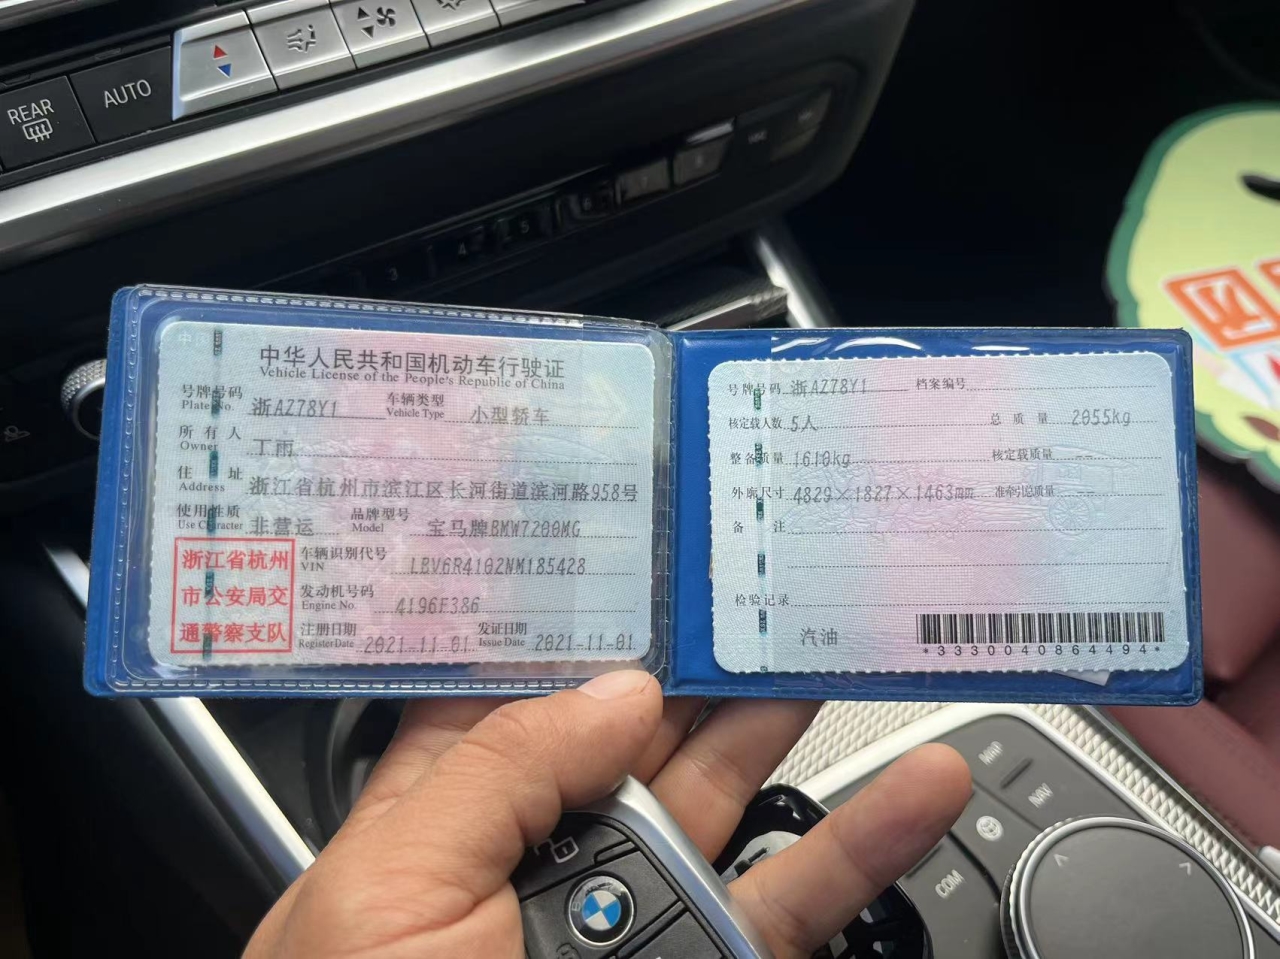 REAR
AUTO
3
4
5
6
7
8
中华人民共和国机动车行驶证
Vehicle License of the People's Republic of China
号牌号码 浙AZ78Y1 车辆类型 小型轿车
Plate No. Vehicle Type
所有人 丁雨
Owner
住址 浙江省杭州市滨江区长河街道滨河路958号
Address
使用性质 非营运 品牌型号 宝马牌BMW7200MG
Use Character Model
浙江省杭州
市公安局交
通警察支队
车辆识别代号 LBV6R4102NM185428
VIN
发动机号码 4196F386
Engine No.
注册日期 2021-11-01 发证日期 2021-11-01
Register Date Issue Date
号牌号码 浙AZ78Y1 档案编号
核定载人数 5人 总质量 2055kg
整备质量 1610kg 核定载质量 --
外廓尺寸 4829×1827×1463mm 准牵引总质量 --
备注
检验记录
汽油
*3330040864494*
MAP
NAV
COM